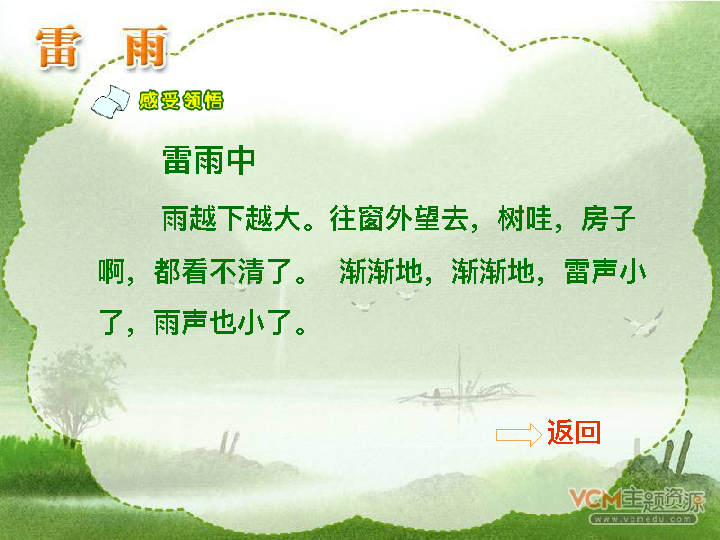 雷 雨
感受领悟
雷雨中
雨越下越大。往窗外望去，树哇，房子
啊，都看不清了。 渐渐地，渐渐地，雷声小
了，雨声也小了。
返回
VCM主题资源
www.vcmedu.com